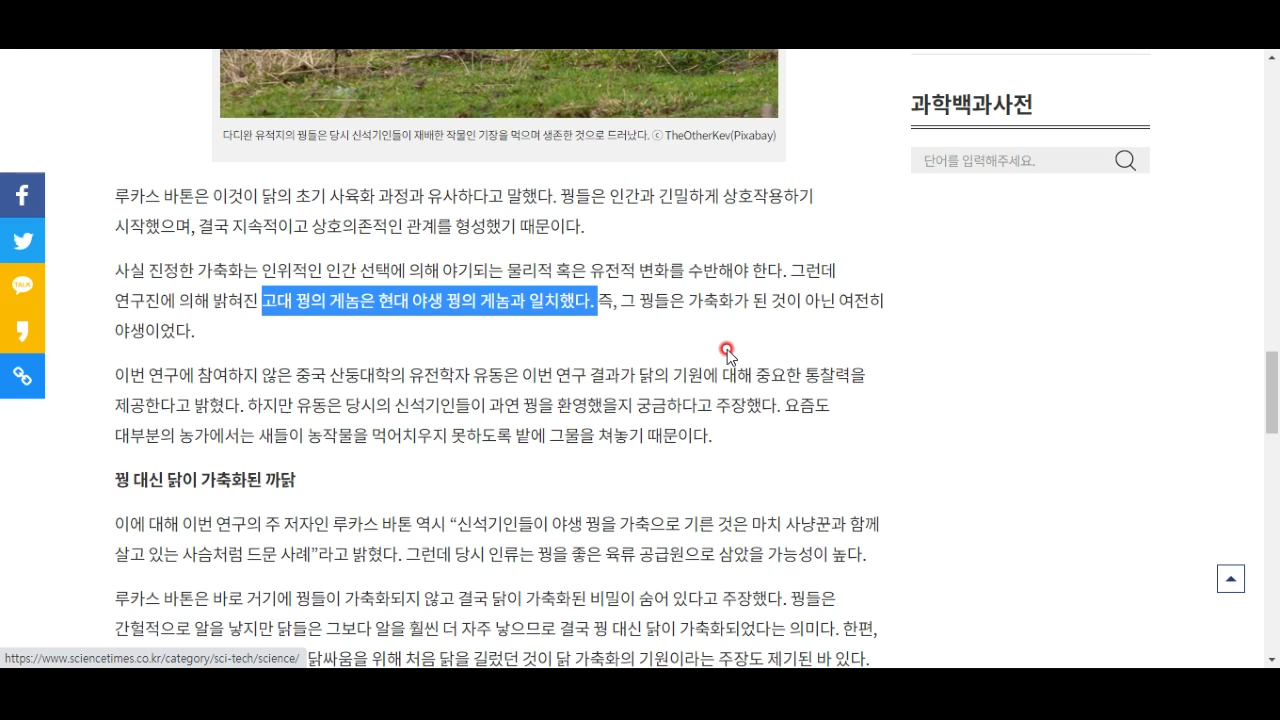 과학백과사전
다디완 유적지의 꿩들은 당시 신석기인들이 재배한 작물인 기장을 먹으며 생존한 것으로 드러났다. ⓒ TheOtherKev(Pixabay)
단어를 입력해주세요.
루카스 바톤은 이것이 닭의 초기 사육화 과정과 유사하다고 말했다. 꿩들은 인간과 긴밀하게 상호작용하기
시작했으며, 결국 지속적이고 상호의존적인 관계를 형성했기 때문이다.
사실 진정한 가축화는 인위적인 인간 선택에 의해 야기되는 물리적 혹은 유전적 변화를 수반해야 한다. 그런데
연구진에 의해 밝혀진 고대 꿩의 게놈은 현대 야생 꿩의 게놈과 일치했다. 즉, 그 꿩들은 가축화가 된 것이 아닌 여전히
야생이었다.
TALK
이번 연구에 참여하지 않은 중국 산둥대학의 유전학자 유동은 이번 연구 결과가 닭의 기원에 대해 중요한 통찰력을
제공한다고 밝혔다. 하지만 유동은 당시의 신석기인들이 과연 꿩을 환영했을지 궁금하다고 주장했다. 요즘도
대부분의 농가에서는 새들이 농작물을 먹어치우지 못하도록 밭에 그물을 쳐놓기 때문이다.
꿩 대신 닭이 가축화된 까닭
이에 대해 이번 연구의 주 저자인 루카스 바톤 역시 “신석기인들이 야생 꿩을 가축으로 기른 것은 마치 사냥꾼과 함께
살고 있는 사슴처럼 드문 사례”라고 밝혔다. 그런데 당시 인류는 꿩을 좋은 육류 공급원으로 삼았을 가능성이 높다.
루카스 바톤은 바로 거기에 꿩들이 가축화되지 않고 결국 닭이 가축화된 비밀이 숨어 있다고 주장했다. 꿩들은
간헐적으로 알을 낳지만 닭들은 그보다 알을 훨씬 더 자주 낳으므로 결국 꿩 대신 닭이 가축화되었다는 의미다. 한편,
닭싸움을 위해 처음 닭을 길렀던 것이 닭 가축화의 기원이라는 주장도 제기된 바 있다.
https://www.sciencetimes.co.kr/category/sci-tech/science/